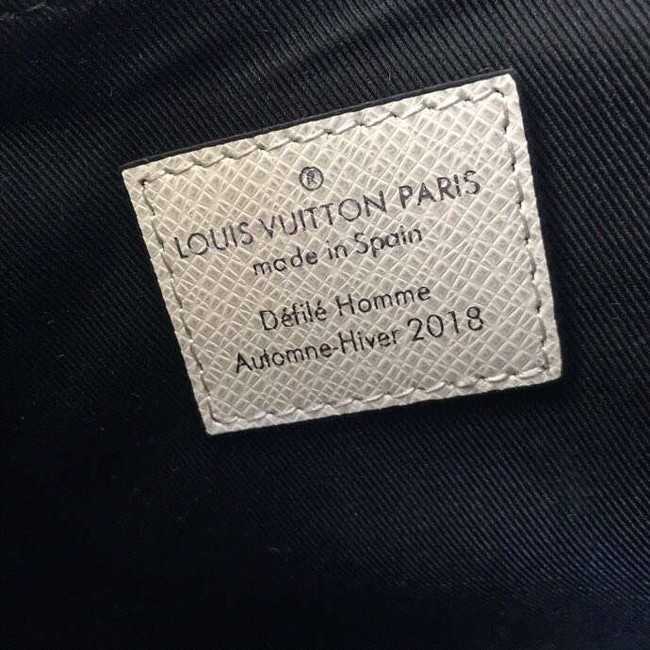 ®
LOUIS VUITTON PARIS
made in Spain
Défilé Homme
Automne-Hiver 2018